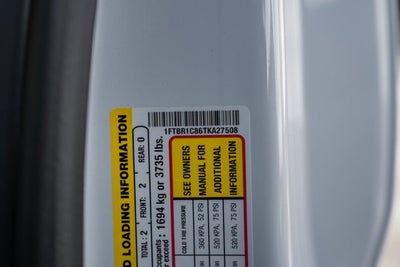 1FTBR1C86TKA27508
D LOADING INFORMATION
TOTAL: 2 FRONT: 2 REAR: 0
or exceed: 1694 kg or 3735 lbs.
SEE OWNERS
MANUAL FOR
ADDITIONAL
INFORMATION
COLD TIRE PRESSURE
360 KPA, 52 PSI
520 KPA, 75 PSI
520 KPA, 75 PSI